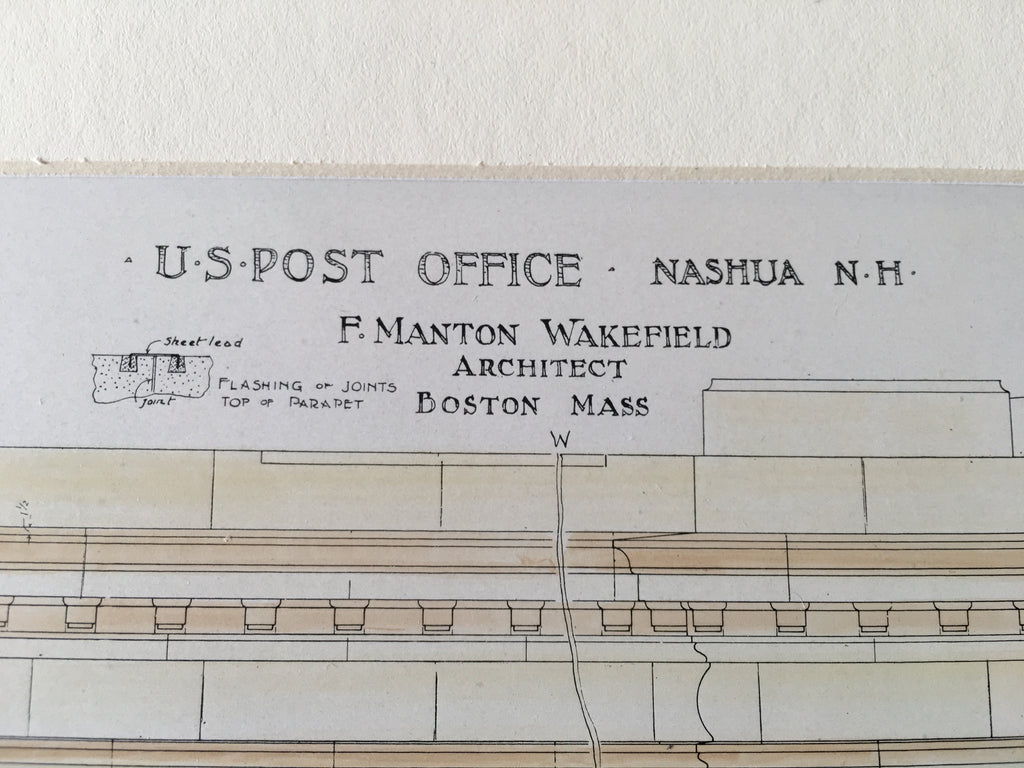 · U·S·POST OFFICE · NASHUA N·H·
F. MANTON WAKEFIELD
ARCHITECT
BOSTON MASS
Sheet lead
joint
FLASHING OF JOINTS
TOP OF PARAPET
W